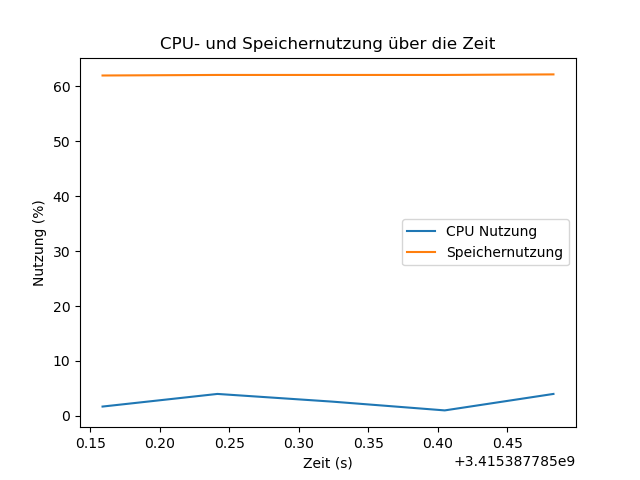 CPU- und Speichernutzung über die Zeit
Nutzung (%)
60
50
40
30
20
10
0
CPU Nutzung
Speichernutzung
0.15 0.20 0.25 0.30 0.35 0.40 0.45
Zeit (s)
+3.415387785e9